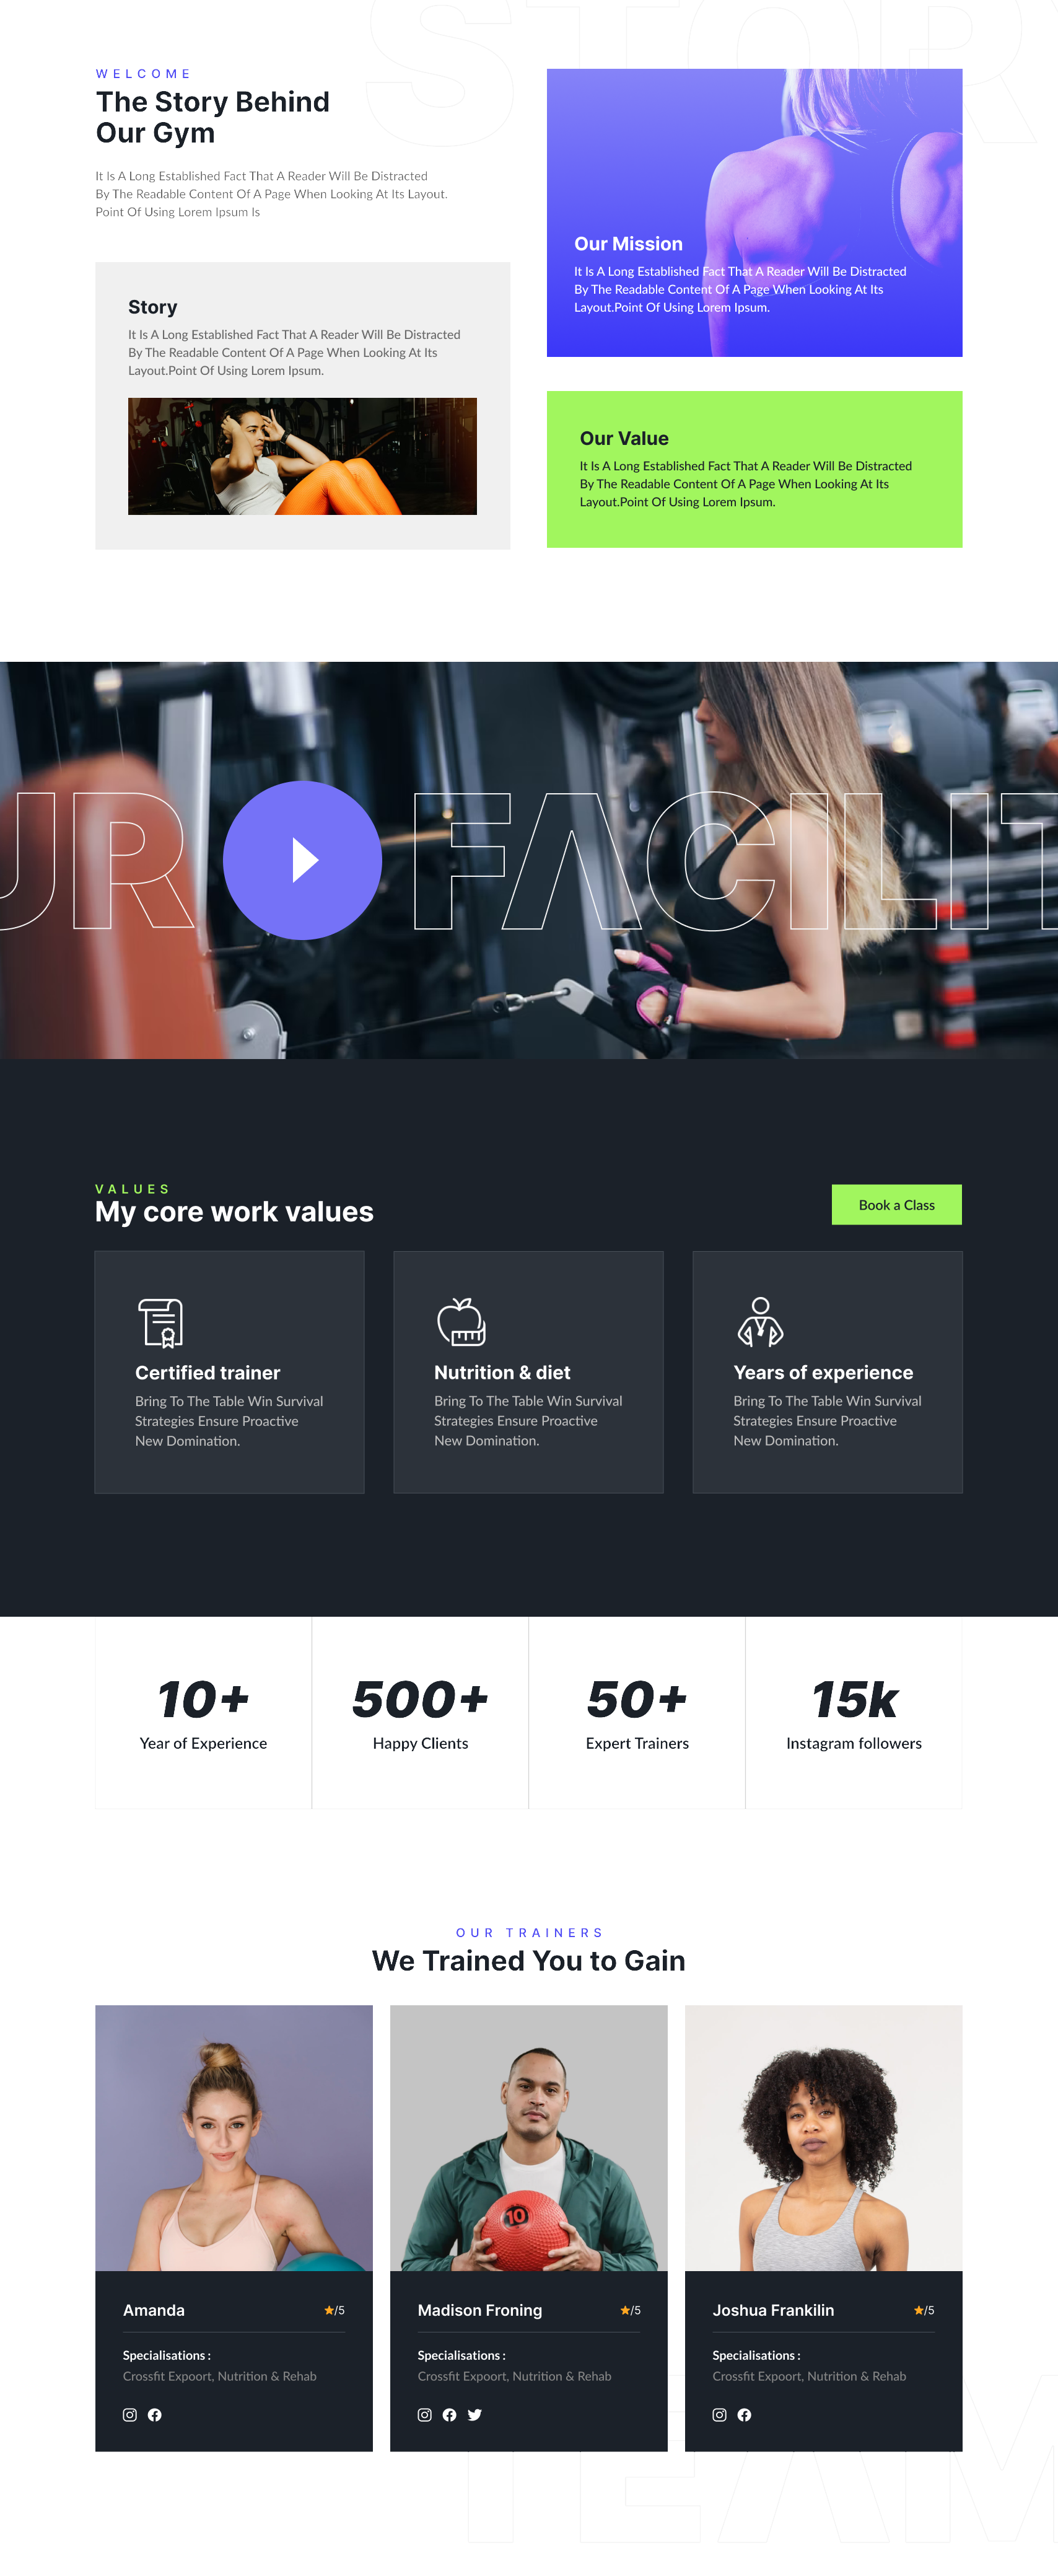 STOR
WELCOME
The Story Behind
Our Gym
It Is A Long Established Fact That A Reader Will Be Distracted
By The Readable Content Of A Page When Looking At Its Layout.
Point Of Using Lorem Ipsum Is
Story
It Is A Long Established Fact That A Reader Will Be Distracted
By The Readable Content Of A Page When Looking At Its
Layout.Point Of Using Lorem Ipsum.
Our Mission
It Is A Long Established Fact That A Reader Will Be Distracted
By The Readable Content Of A Page When Looking At Its
Layout.Point Of Using Lorem Ipsum.
Our Value
It Is A Long Established Fact That A Reader Will Be Distracted
By The Readable Content Of A Page When Looking At Its
Layout.Point Of Using Lorem Ipsum.
UR FACILIT
VALUES
My core work values
Book a Class
Certified trainer
Bring To The Table Win Survival
Strategies Ensure Proactive
New Domination.
Nutrition & diet
Bring To The Table Win Survival
Strategies Ensure Proactive
New Domination.
Years of experience
Bring To The Table Win Survival
Strategies Ensure Proactive
New Domination.
10+
Year of Experience
500+
Happy Clients
50+
Expert Trainers
15k
Instagram followers
OUR TRAINERS
We Trained You to Gain
10
Amanda
/5
Specialisations :
Crossfit Expoort, Nutrition & Rehab
Madison Froning
/5
Specialisations :
Crossfit Expoort, Nutrition & Rehab
Joshua Frankilin
/5
Specialisations :
Crossfit Expoort, Nutrition & Rehab
TEAM